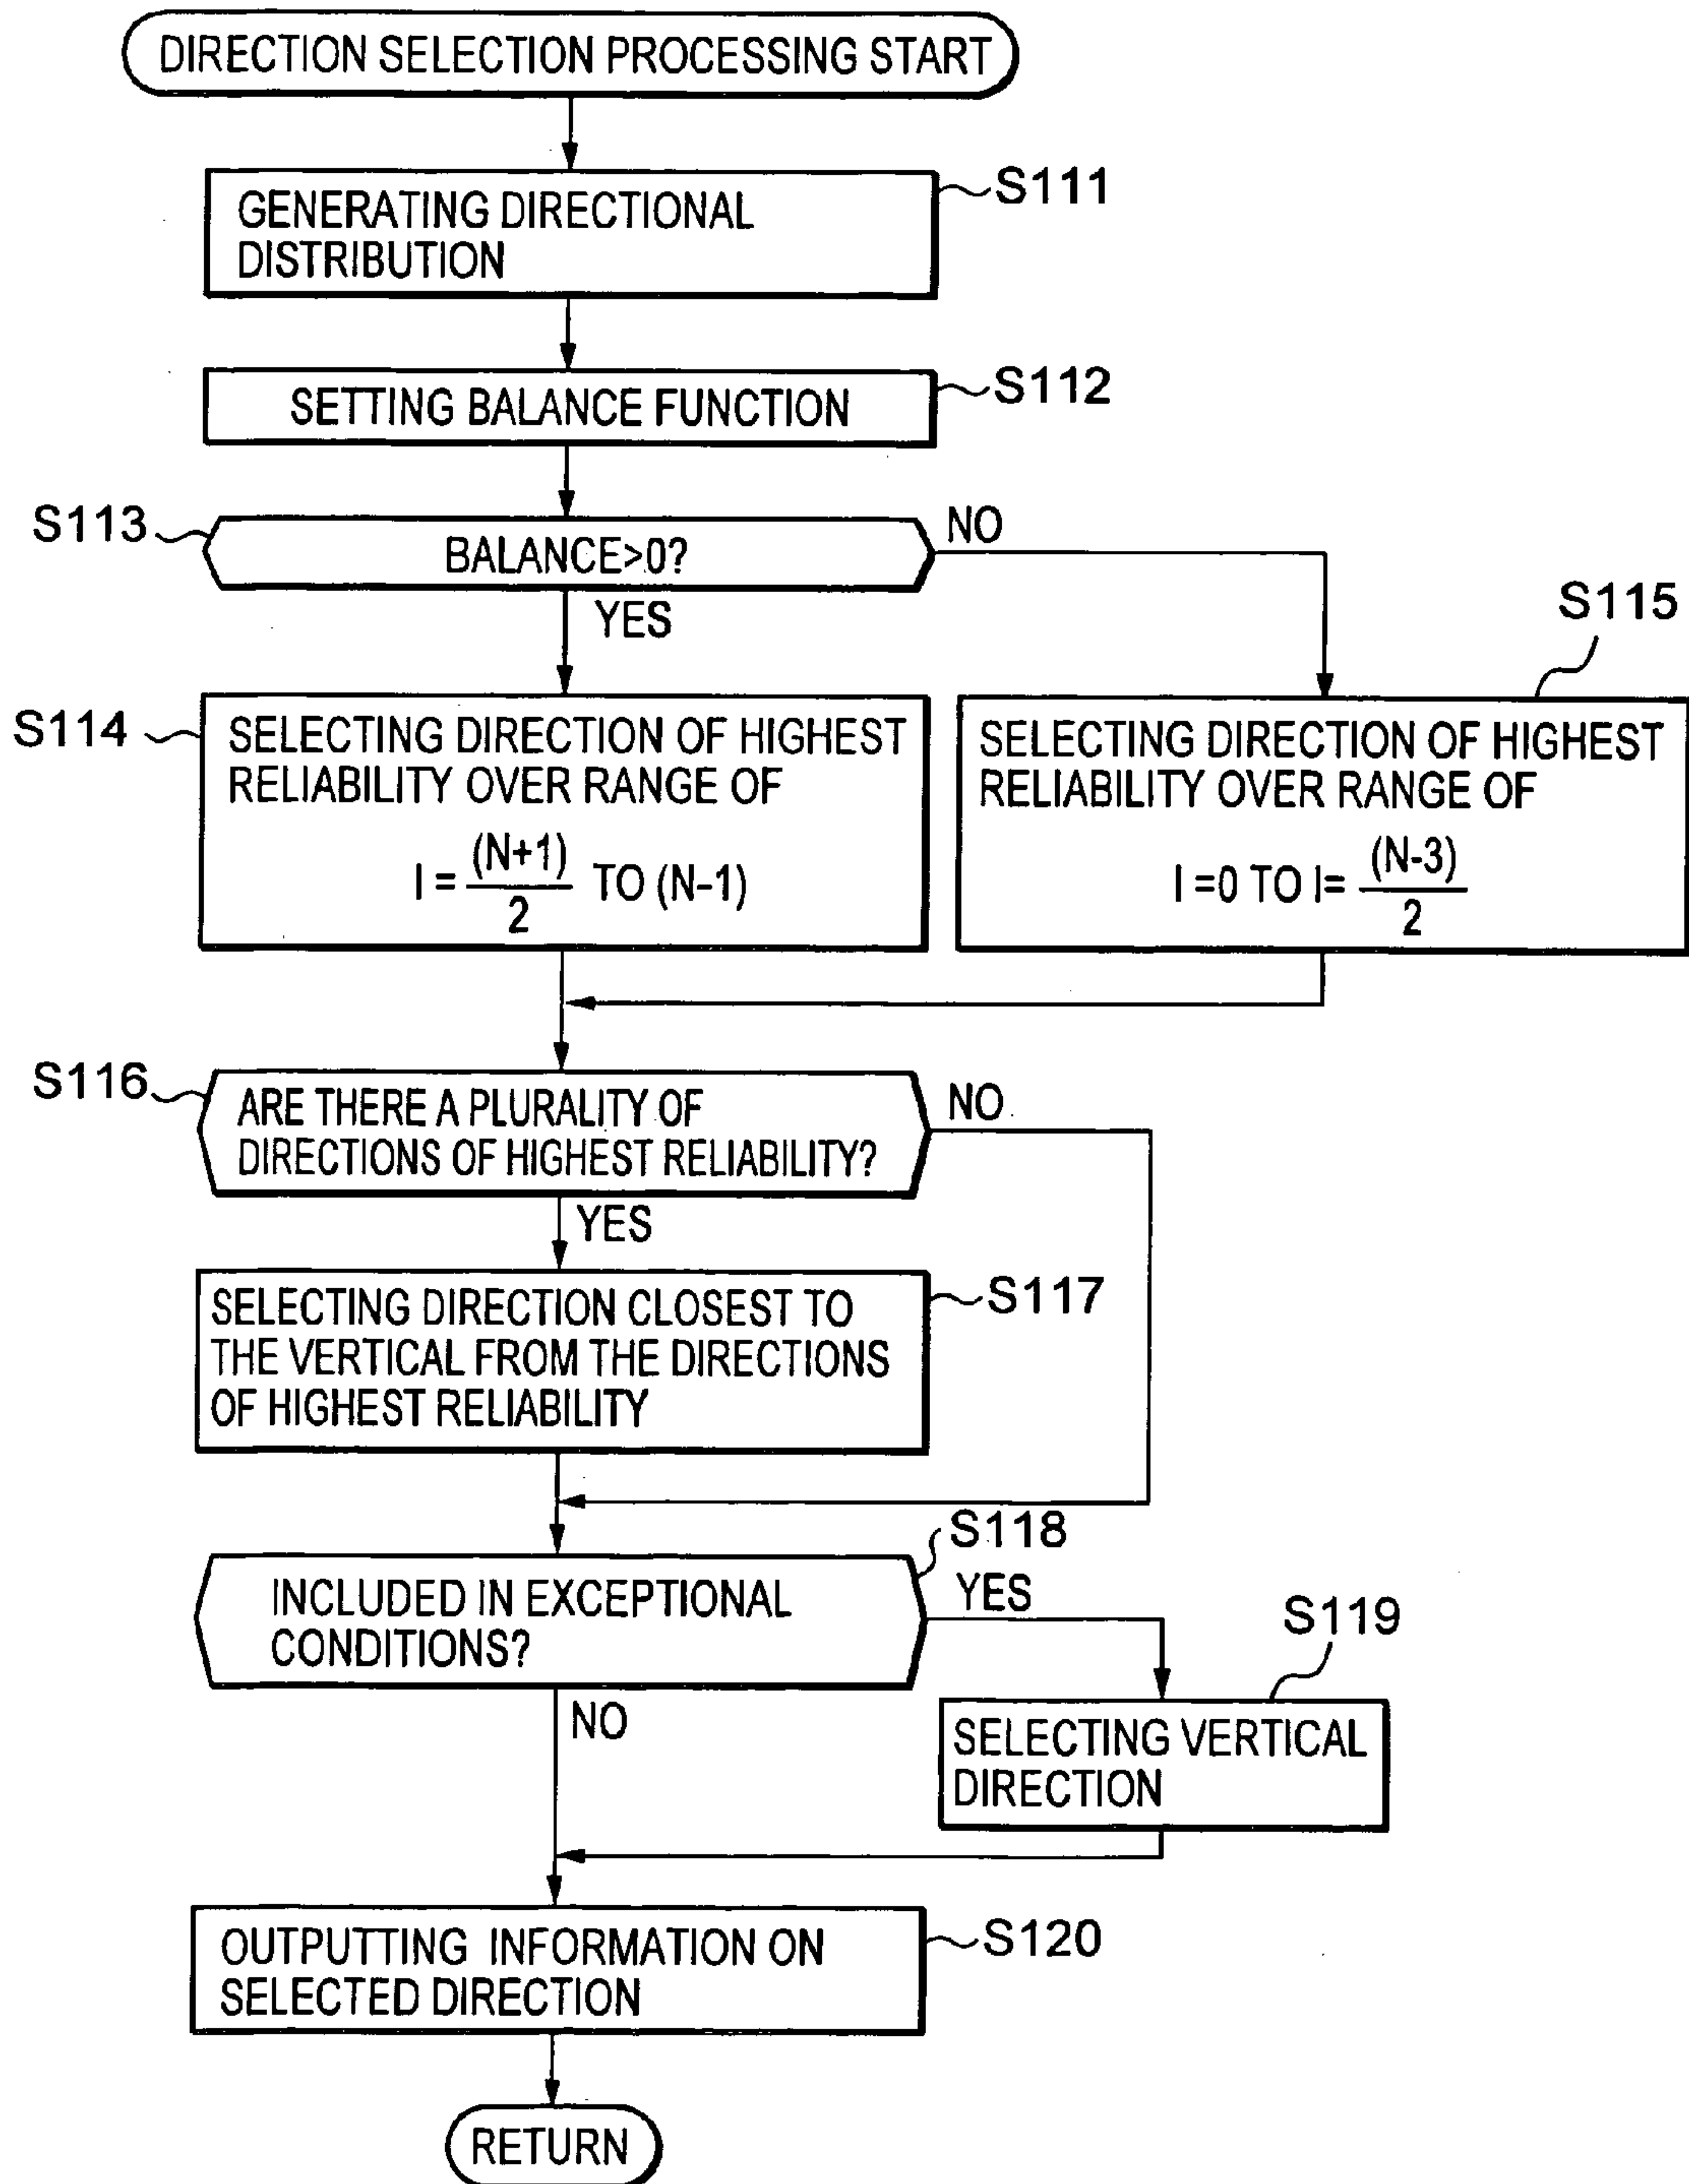 DIRECTION SELECTION PROCESSING START
S111
GENERATING DIRECTIONAL
DISTRIBUTION
S112
SETTING BALANCE FUNCTION
S113
BALANCE>0?
NO
YES
S115
S114
SELECTING DIRECTION OF HIGHEST
RELIABILITY OVER RANGE OF
I = (N+1)/2 TO (N-1)
SELECTING DIRECTION OF HIGHEST
RELIABILITY OVER RANGE OF
I =0 TO I= (N-3)/2
S116
ARE THERE A PLURALITY OF
DIRECTIONS OF HIGHEST RELIABILITY?
NO
YES
S117
SELECTING DIRECTION CLOSEST TO
THE VERTICAL FROM THE DIRECTIONS
OF HIGHEST RELIABILITY
S118
INCLUDED IN EXCEPTIONAL
CONDITIONS?
YES
NO
S119
SELECTING VERTICAL
DIRECTION
S120
OUTPUTTING INFORMATION ON
SELECTED DIRECTION
RETURN